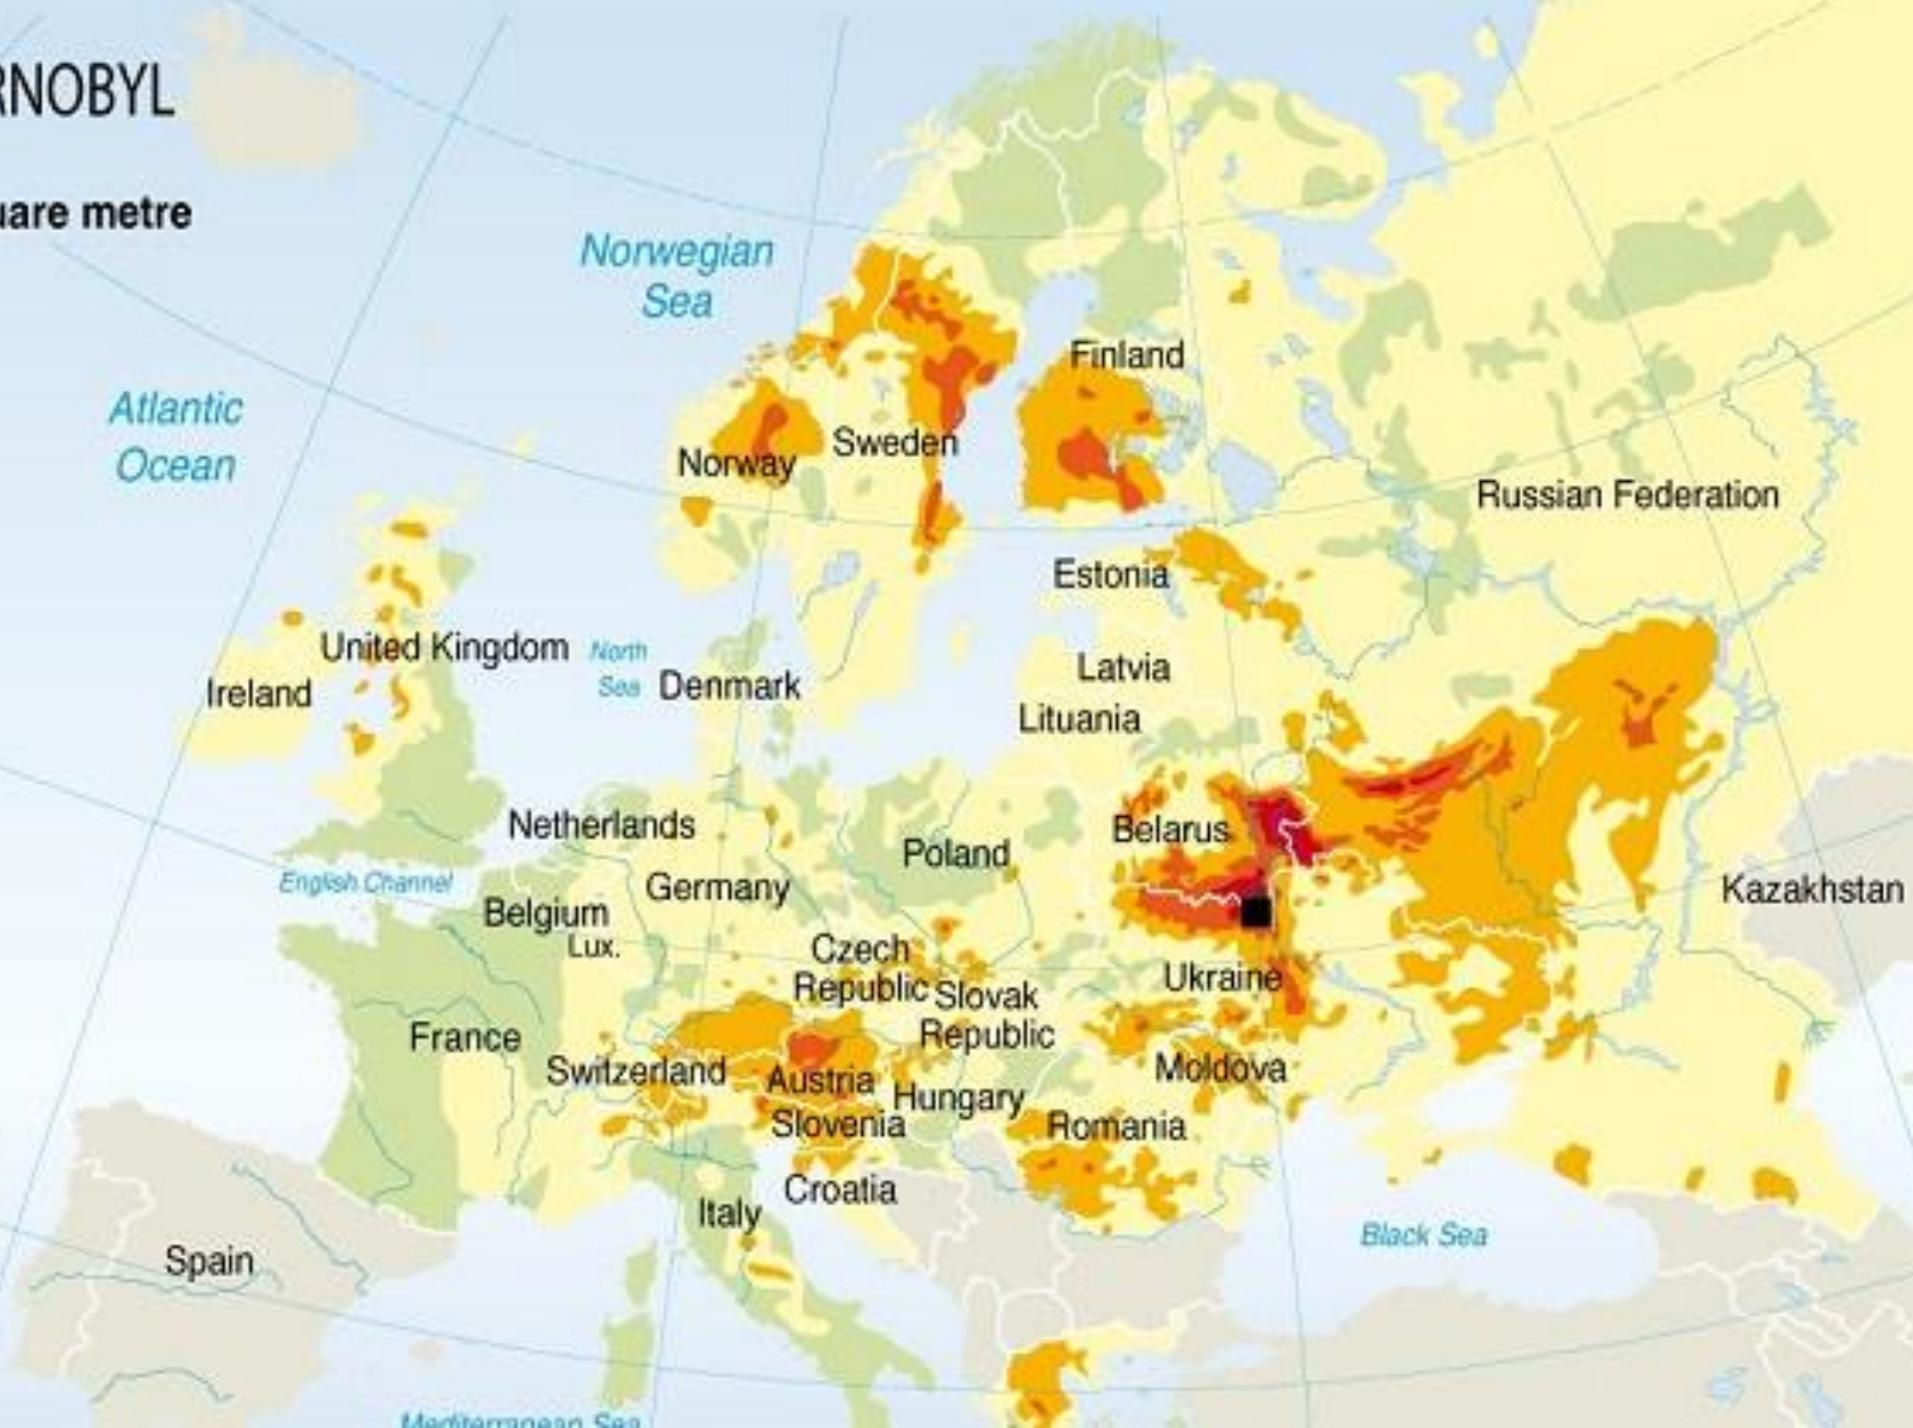 RNOBYL
uare metre
Norwegian
Sea
Finland
Atlantic
Ocean
Sweden
Norway
Russian Federation
Estonia
United Kingdom
North
Sea
Latvia
Ireland
Denmark
Lituania
Netherlands
Belarus
Poland
English Channel
Germany
Kazakhstan
Belgium
Lux.
Czech
Republic
Ukraine
Slovak
Republic
France
Switzerland
Austria
Moldova
Hungary
Slovenia
Romania
Croatia
Italy
Black Sea
Spain
Mediterranean Sea